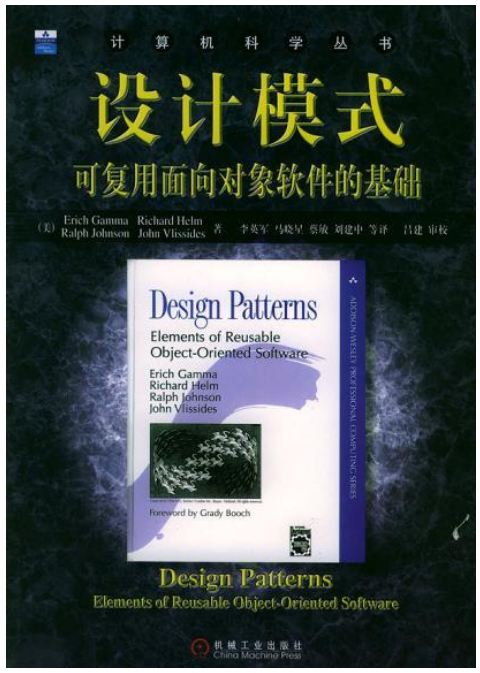 计算机科学丛书
设计模式
可复用面向对象软件的基础
(美) Erich Gamma Richard Helm
Ralph Johnson John Vlissides 著 李英军 马晓星 蔡敏 刘建中 等译 吕建 审校
Design Patterns
Elements of Reusable
Object-Oriented Software
Erich Gamma
Richard Helm
Ralph Johnson
John Vlissides
Foreword by Grady Booch
ADDISON-WESLEY PROFESSIONAL COMPUTING SERIES
Design Patterns
Elements of Reusable Object-Oriented Software
机械工业出版社
China Machine Press